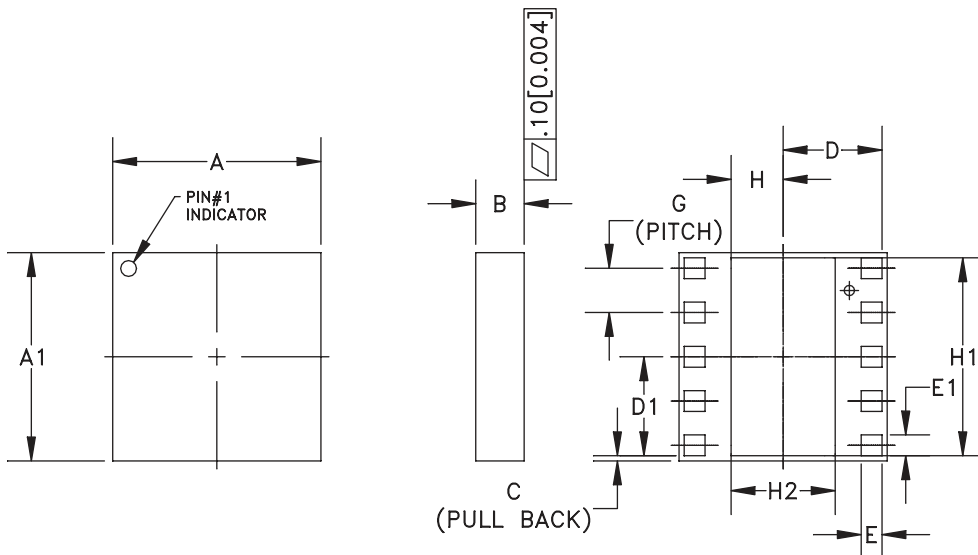 .10[0.004]
A
D
H
PIN#1
INDICATOR
B
G
(PITCH)
A1
H1
E1
D1
H2
C
(PULL BACK)
E